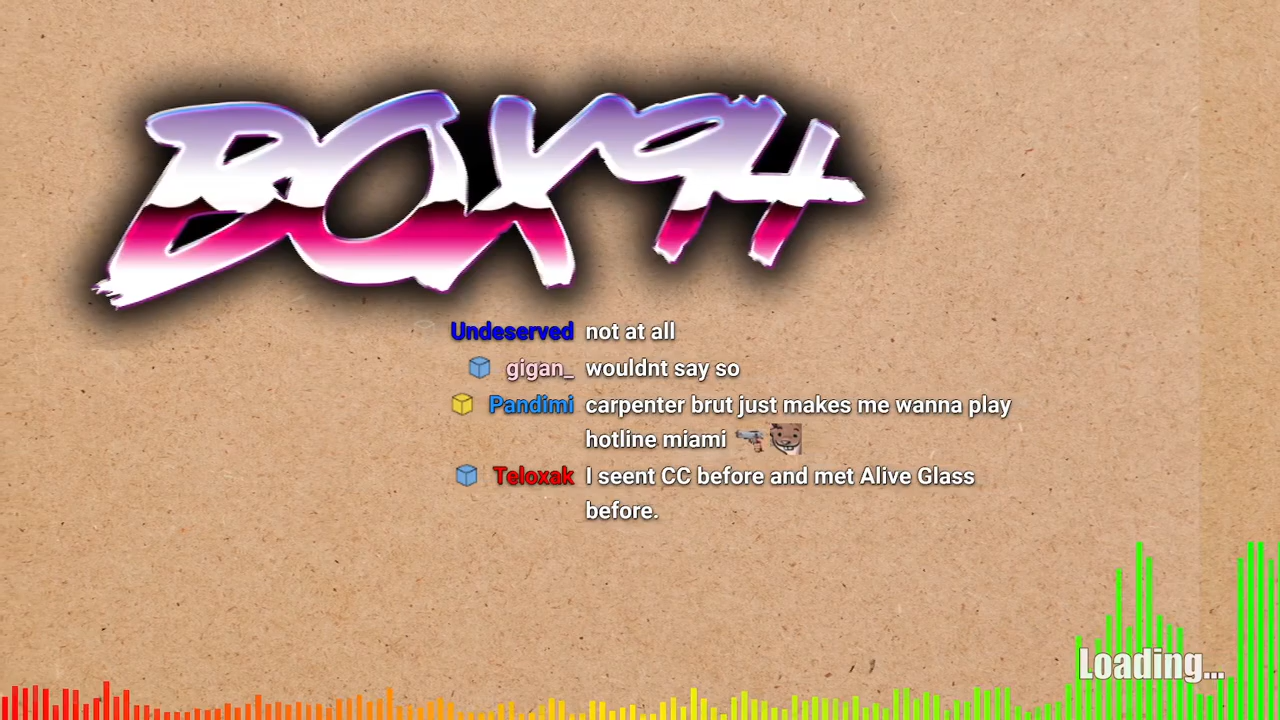 BOX94
Undeserved not at all
gigan_ wouldnt say so
Pandimi carpenter brut just makes me wanna play
hotline miami
Teloxak I seent CC before and met Alive Glass
before.
Loading...